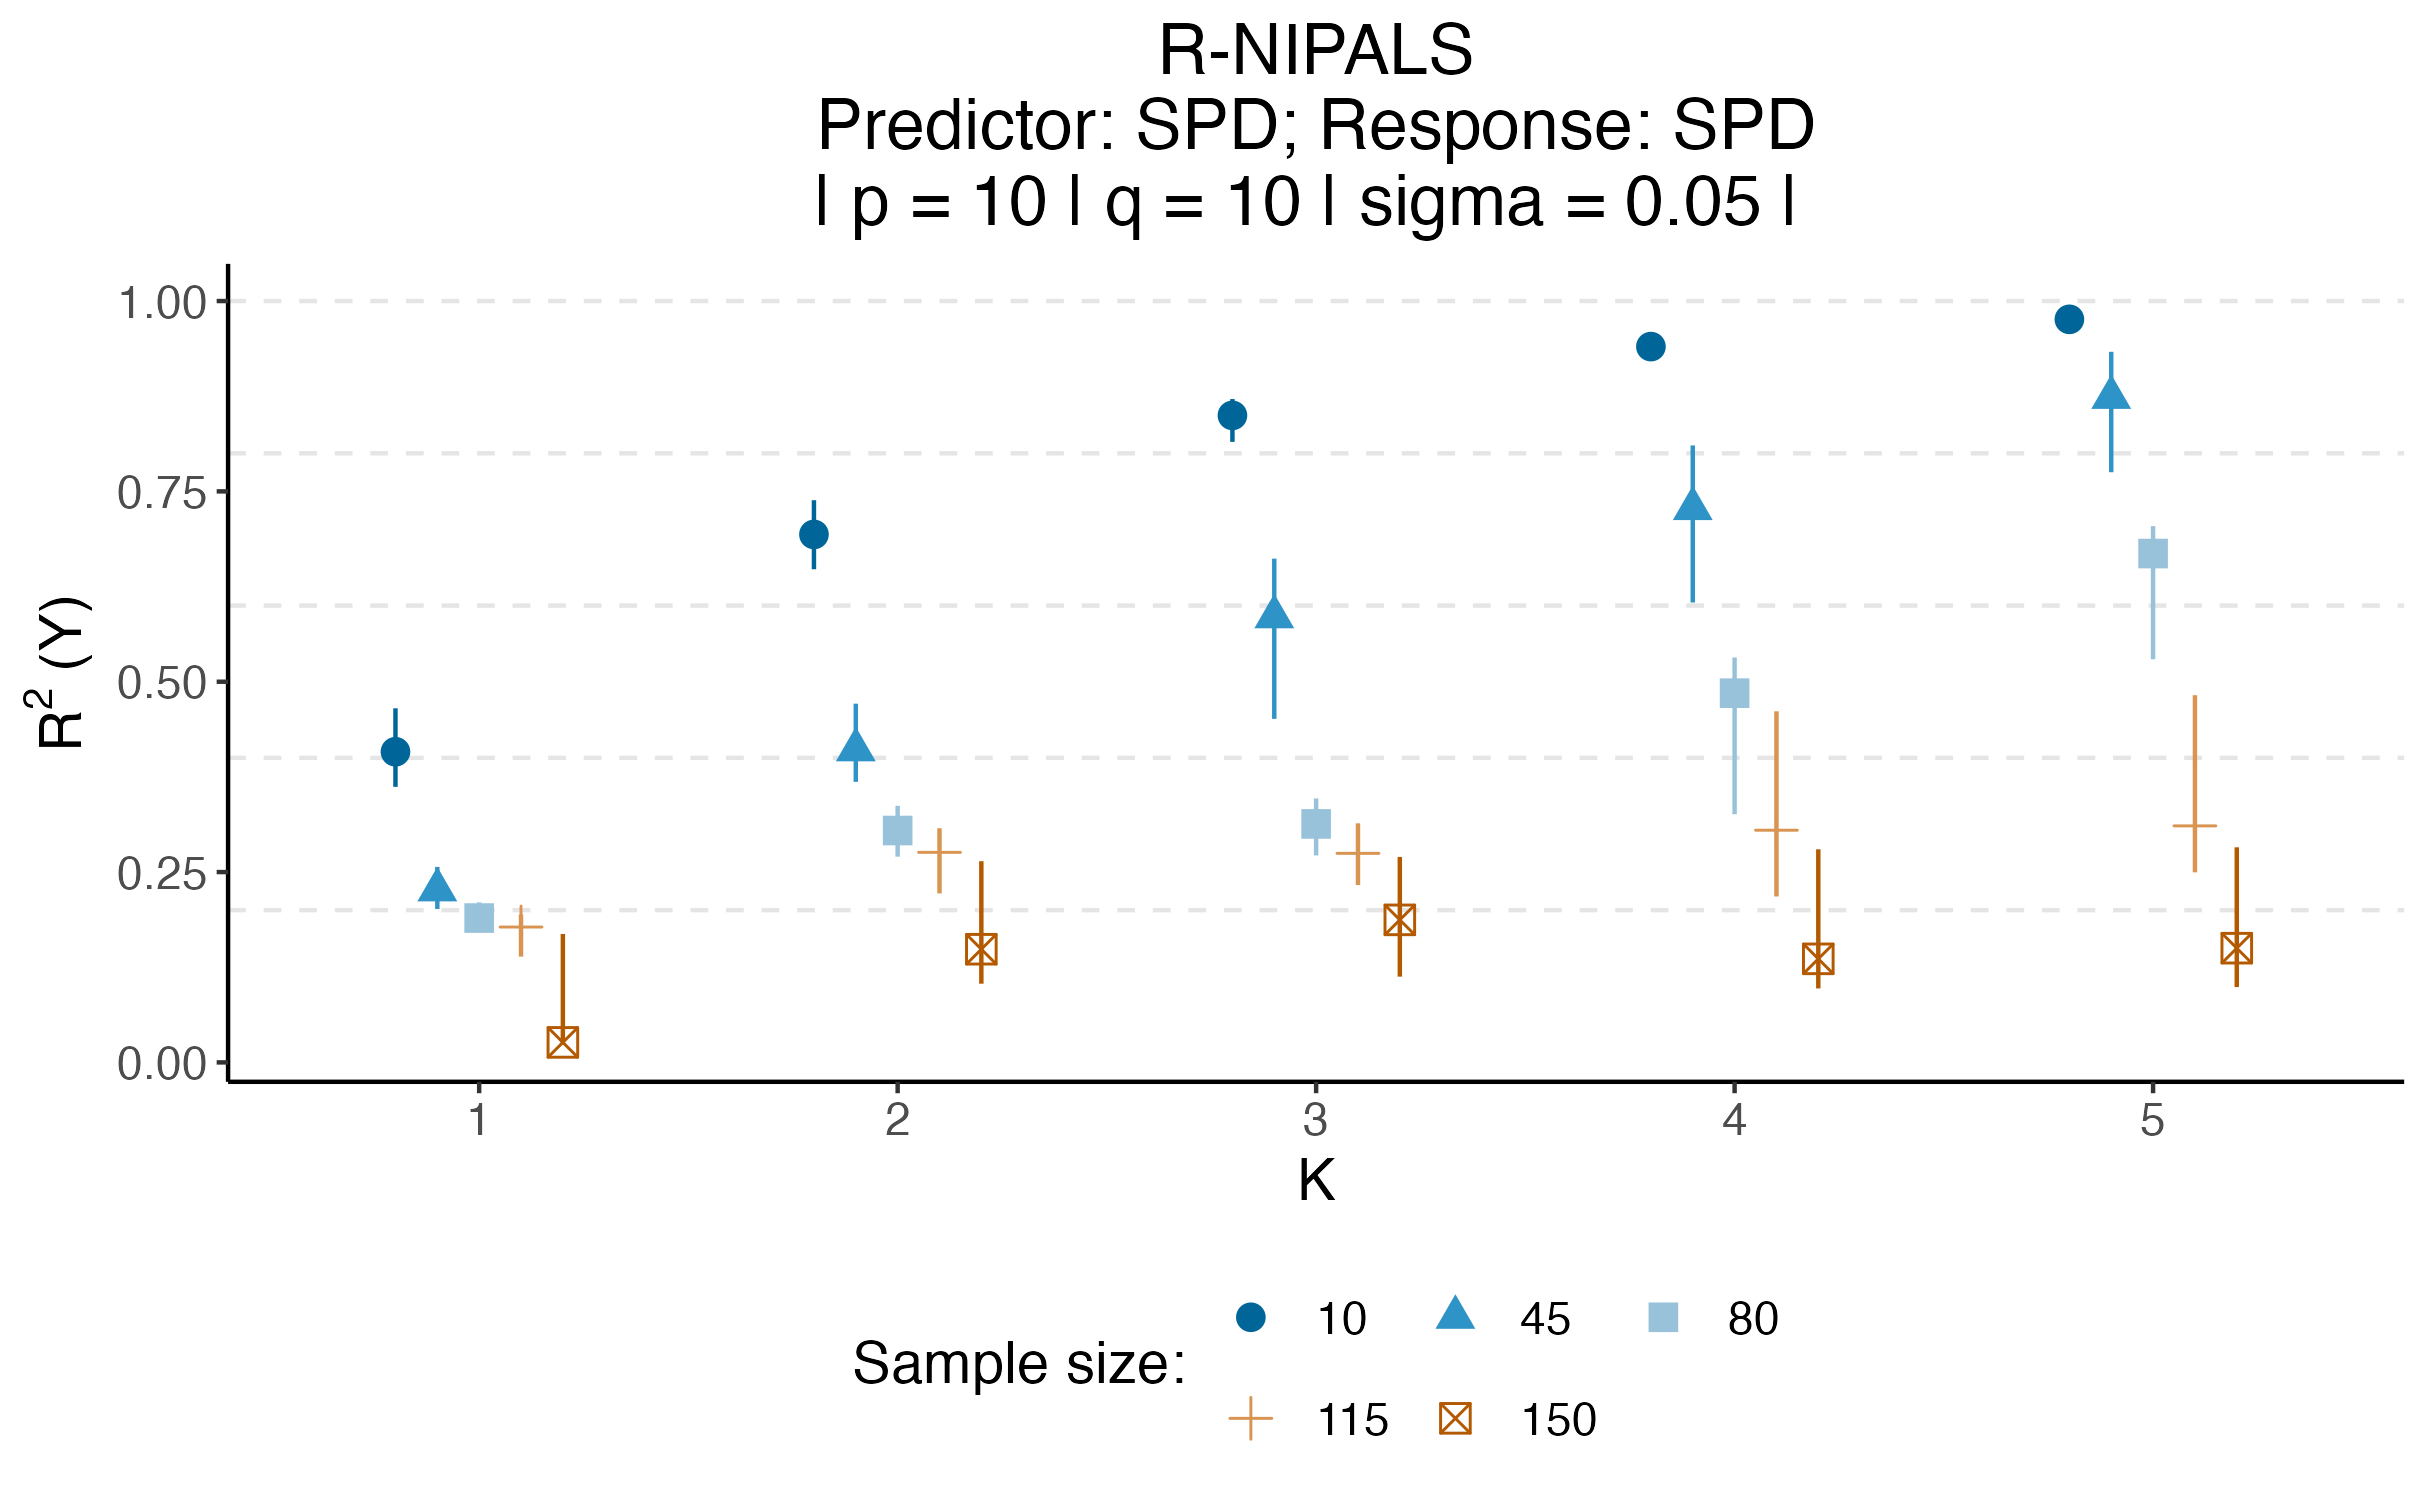 R-NIPALS
Predictor: SPD; Response: SPD
| p = 10 | q = 10 | sigma = 0.05 |
R² (Y)
1.00
0.75
0.50
0.25
0.00
1 2 3 4 5
K
Sample size:
10 45 80
115 150